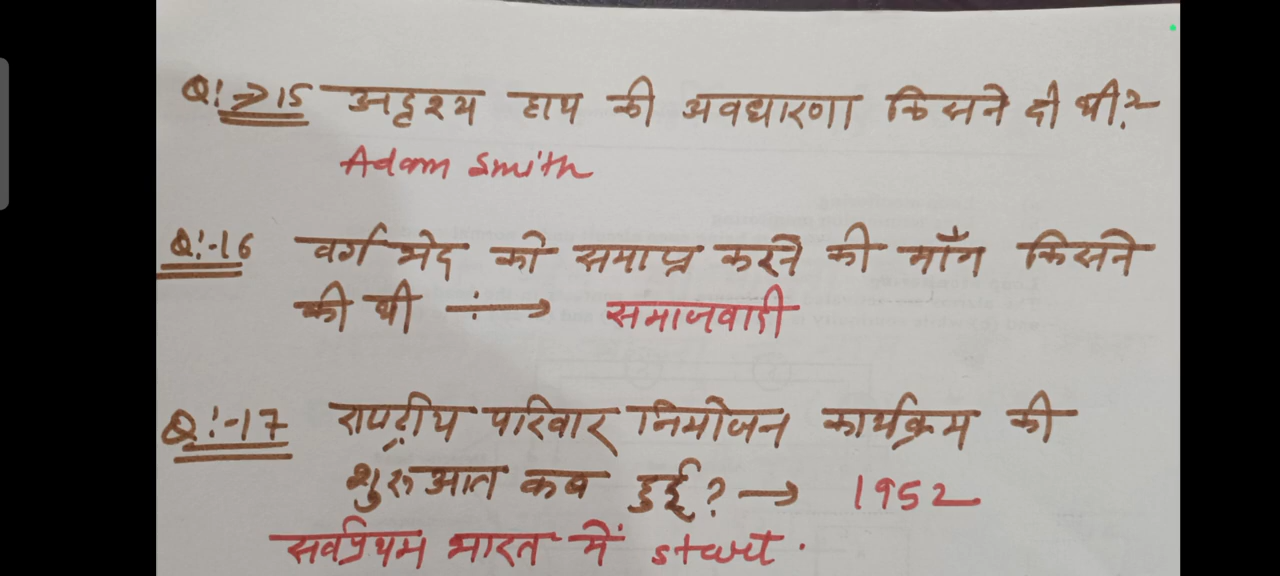 Q!→15 अदृश्य हाथ की अवधारणा किसने दी थी?
Adam Smith
Q!-16 वर्ग भेद को समाप्त करने की माँग किसने
की थी ÷→ समाजवादी
Q!-17 राष्ट्रीय परिवार नियोजन कार्यक्रम की
शुरुआत कब हुई? → 1952
सर्वप्रथम भारत में start.